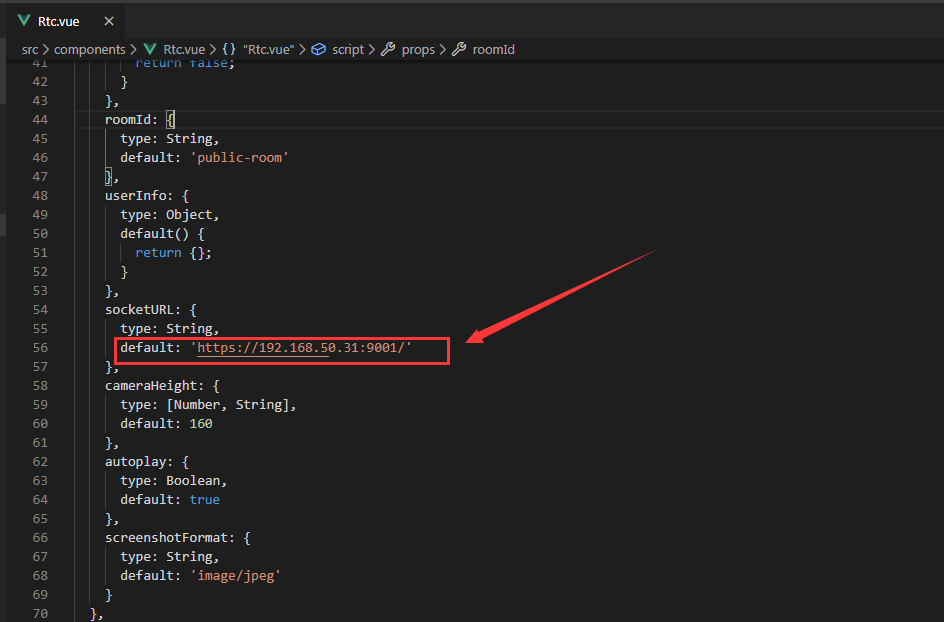 Rtc.vue
src > components > Rtc.vue > {} "Rtc.vue" > script > props > roomId
41 return false;
42 }
43 },
44 roomId: {
45 type: String,
46 default: 'public-room'
47 },
48 userInfo: {
49 type: Object,
50 default() {
51 return {};
52 }
53 },
54 socketURL: {
55 type: String,
56 default: 'https://192.168.50.31:9001/'
57 },
58 cameraHeight: {
59 type: [Number, String],
60 default: 160
61 },
62 autoplay: {
63 type: Boolean,
64 default: true
65 },
66 screenshotFormat: {
67 type: String,
68 default: 'image/jpeg'
69 }
70 },